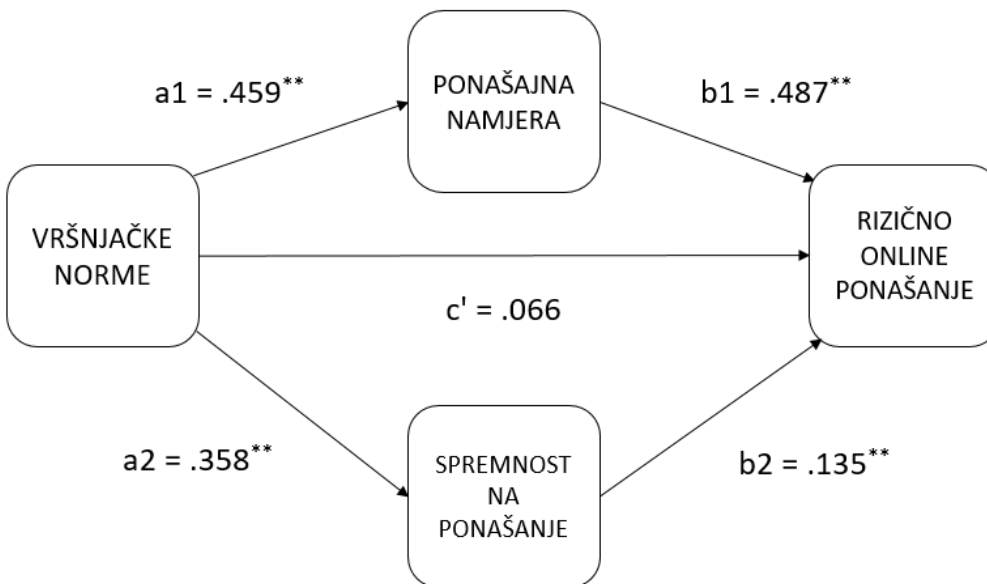 PONAŠAJNA
NAMJERA
a1 = .459**
b1 = .487**
VRŠNJAČKE
NORME
RIZIČNO
ONLINE
PONAŠANJE
c' = .066
a2 = .358**
b2 = .135**
SPREMNOST
NA
PONAŠANJE